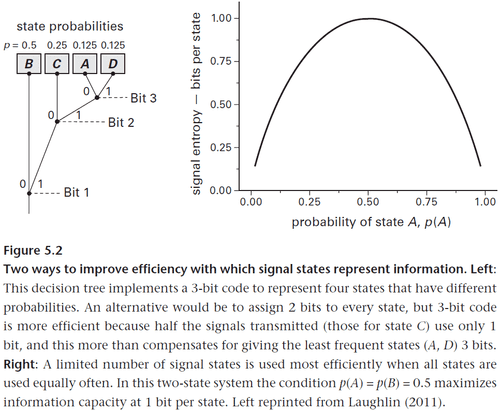 state probabilities
p = 0.5 0.25 0.125 0.125
B C A D
0 1 Bit 3
0 1 Bit 2
0 1 Bit 1
signal entropy — bits per state
1.00
0.75
0.50
0.25
0.00
0.00 0.25 0.50 0.75 1.00
probability of state A, p(A)
Figure 5.2
Two ways to improve efficiency with which signal states represent information. Left:
This decision tree implements a 3-bit code to represent four states that have different
probabilities. An alternative would be to assign 2 bits to every state, but 3-bit code
is more efficient because half the signals transmitted (those for state C) use only 1
bit, and this more than compensates for giving the least frequent states (A, D) 3 bits.
Right: A limited number of signal states is used most efficiently when all states are
used equally often. In this two-state system the condition p(A) = p(B) = 0.5 maximizes
information capacity at 1 bit per state. Left reprinted from Laughlin (2011).